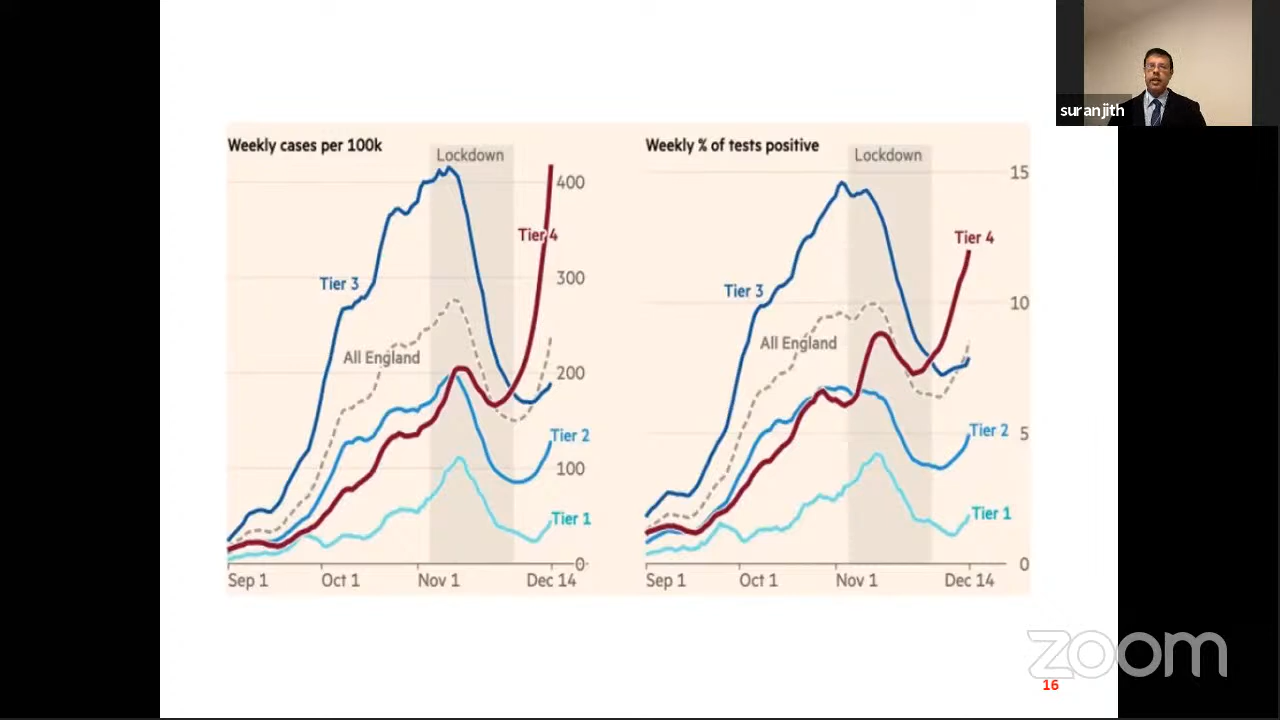 suranjith
Weekly cases per 100k
Lockdown
400
Tier 4
300
Tier 3
All England
200
Tier 2
100
Tier 1
0
Sep 1
Oct 1
Nov 1
Dec 14
Weekly % of tests positive
Lockdown
15
Tier 4
10
Tier 3
All England
5
Tier 2
Tier 1
0
Sep 1
Oct 1
Nov 1
Dec 14
zoom
16